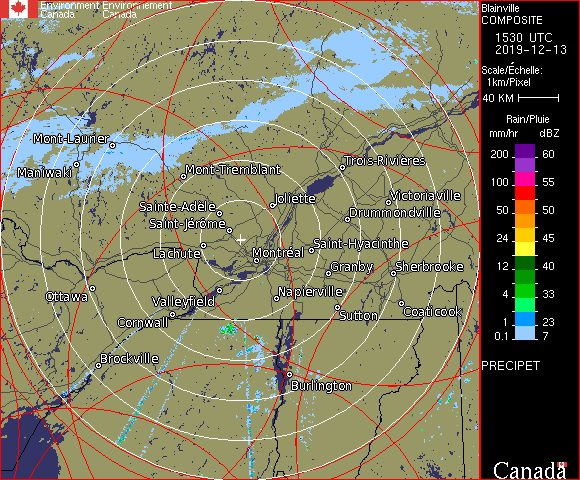 Environment Environnement
Canada Canada
Blainville
COMPOSITE
1530 UTC
2019-12-13
Scale/Échelle:
1km/Pixel
40 KM
Rain/Pluie
mm/hr dBZ
200 60
100 57
100 55
50 50
24 45
12 40
4 33
1 23
0.1 7
PRECIPET
Canada
Mont-Laurier
Maniwaki
Mont-Tremblant
Trois-Rivières
Joliette
Victoriaville
Sainte-Adèle
Drummondville
Saint-Jérôme
Saint-Hyacinthe
Lachute
Montréal
Granby
Sherbrooke
Ottawa
Valleyfield
Napierville
Cornwall
Sutton
Coaticook
Brockville
Burlington